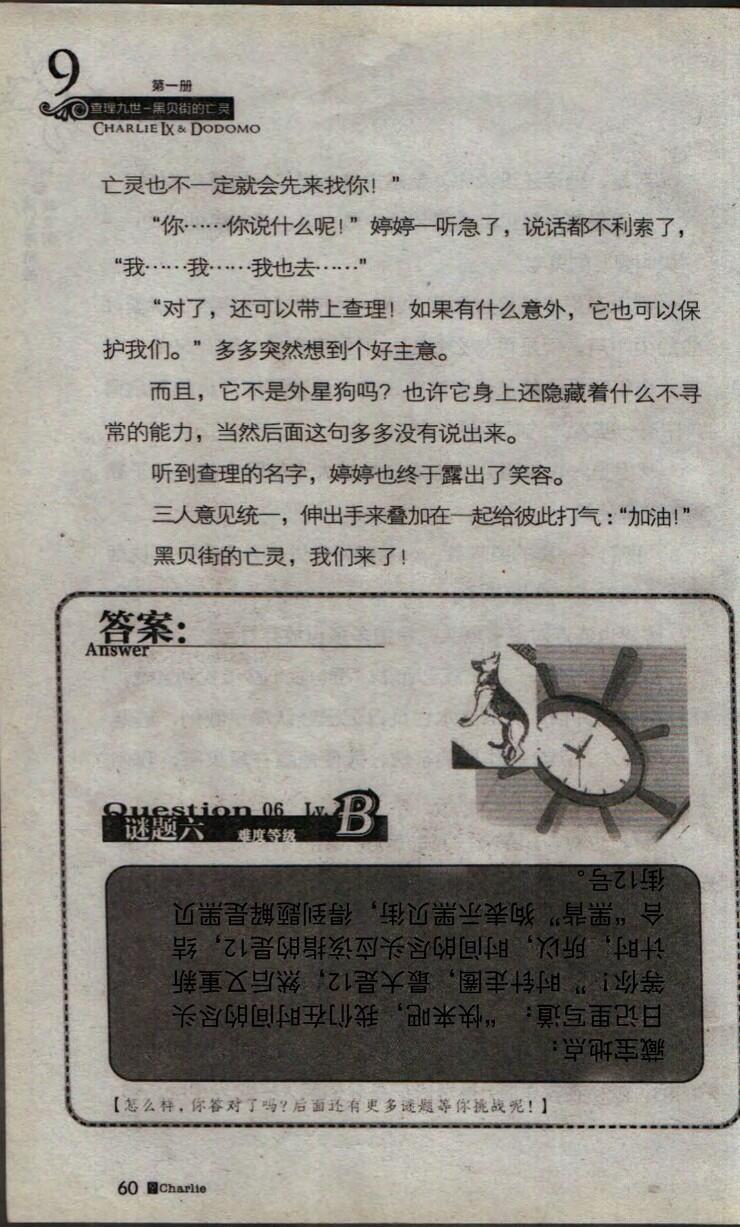 9
第一册
查理九世-黑贝街的亡灵
CHARLIE IX & DODOMO
亡灵也不一定就会先来找你！”
“你……你说什么呢！”婷婷一听急了，说话都不利索了，
“我……我……我也去……”
“对了，还可以带上查理！如果有什么意外，它也可以保
护我们。”多多突然想到个好主意。
而且，它不是外星狗吗？也许它身上还隐藏着什么不寻
常的能力，当然后面这句多多没有说出来。
听到查理的名字，婷婷也终于露出了笑容。
三人意见统一，伸出手来叠加在一起给彼此打气：“加油！”
黑贝街的亡灵，我们来了！
答案：
Answer
Question 06 Lv. B
谜题六 难度等级
藏宝地点：
日记里写道：“快来吧，我们在时间的尽头
等你！”时针走圈，最大是12，然后又重新
计时，所以，时间的尽头应该指的是12，结
合“黑背”狗表示黑贝街，得到题解是黑贝
街12号。
【怎么样，你答对了吗？后面还有更多谜题等你挑战呢！】
60 Charlie